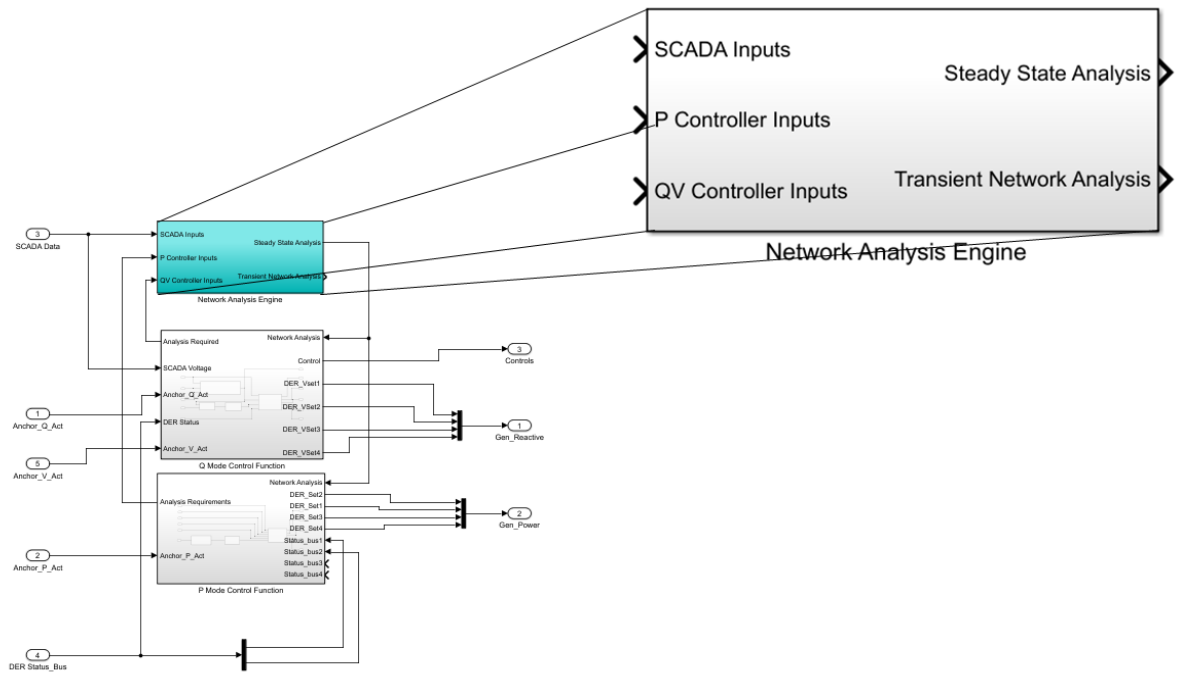 SCADA Inputs
Steady State Analysis
P Controller Inputs
Transient Network Analysis
QV Controller Inputs
Network Analysis Engine
3
SCADA Data
SCADA Inputs
Steady State Analysis
P Controller Inputs
Transient Network Analysis
QV Controller Inputs
Network Analysis Engine
Network Analysis
Analysis Required
Control
3
Controls
SCADA Voltage
DER_Vset1
Anchor_Q_Act
1
Anchor_Q_Act
DER_VSet2
DER Status
DER_VSet3
1
Gen_Reactive
Anchor_V_Act
DER_VSet4
5
Anchor_V_Act
Q Mode Control Function
Network Analysis
DER_Set2
Analysis Requirements
DER_Set1
DER_Set3
2
Gen_Power
DER_Set4
Status_bus1
2
Anchor_P_Act
Anchor_P_Act
Status_bus2
Status_bus3
Status_bus4
P Mode Control Function
4
DER Status_Bus